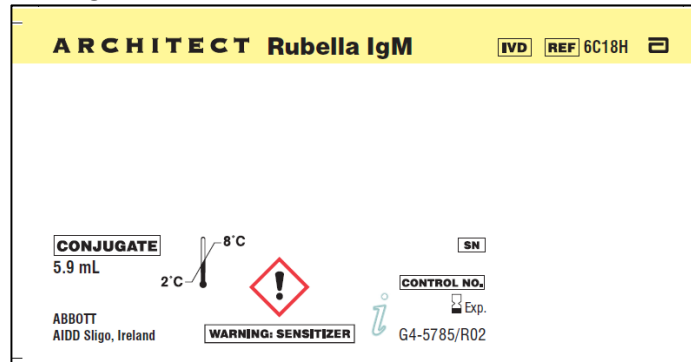 ARCHITECT Rubella IgM IVD REF 6C18H
CONJUGATE
5.9 mL
8°C
2°C
ABBOTT
AIDD Sligo, Ireland
WARNING: SENSITIZER
i
SN
CONTROL NO.
Exp.
G4-5785/R02